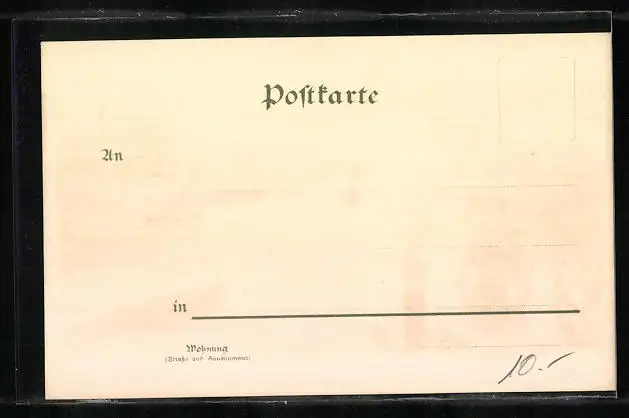 Poſtkarte
An
in
Wohnung
(Straße und Hausnummer)
10.-